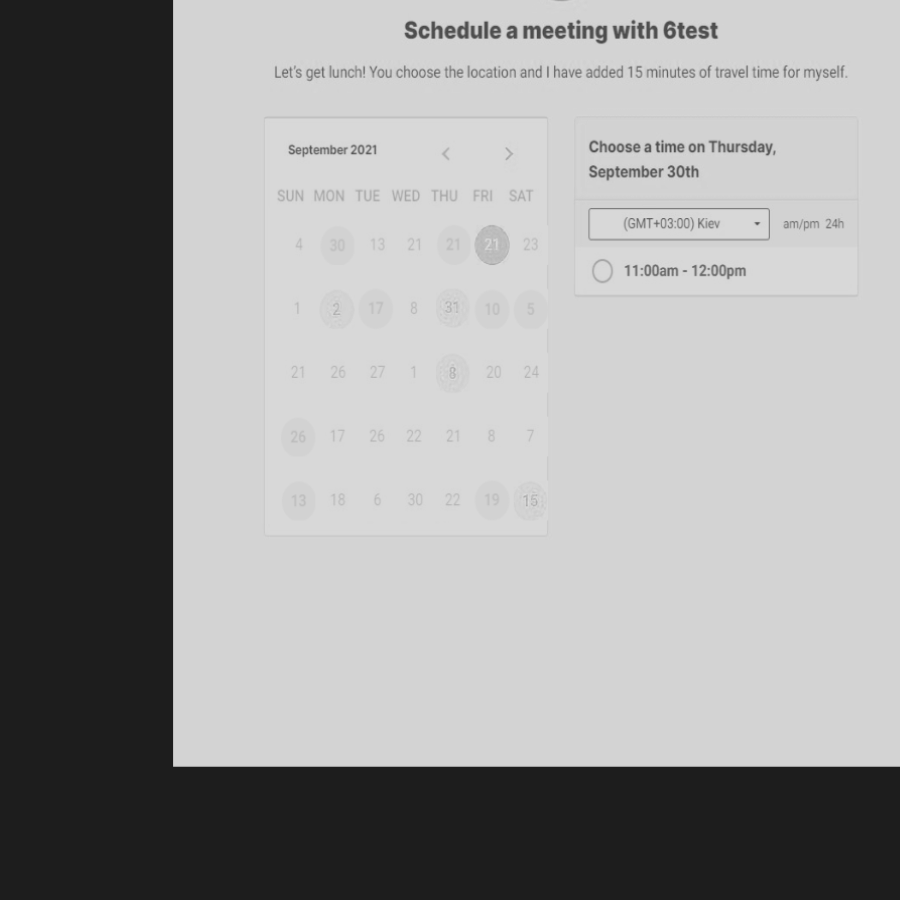 Schedule a meeting with 6test
Let's get lunch! You choose the location and I have added 15 minutes of travel time for myself.
September 2021
SUN MON TUE WED THU FRI SAT
4 30 13 21 21 21 23
1 2 17 8 31 10 5
21 26 27 1 8 20 24
26 17 26 22 21 8 7
13 18 6 30 22 19 15
Choose a time on Thursday,
September 30th
(GMT+03:00) Kiev am/pm 24h
11:00am - 12:00pm